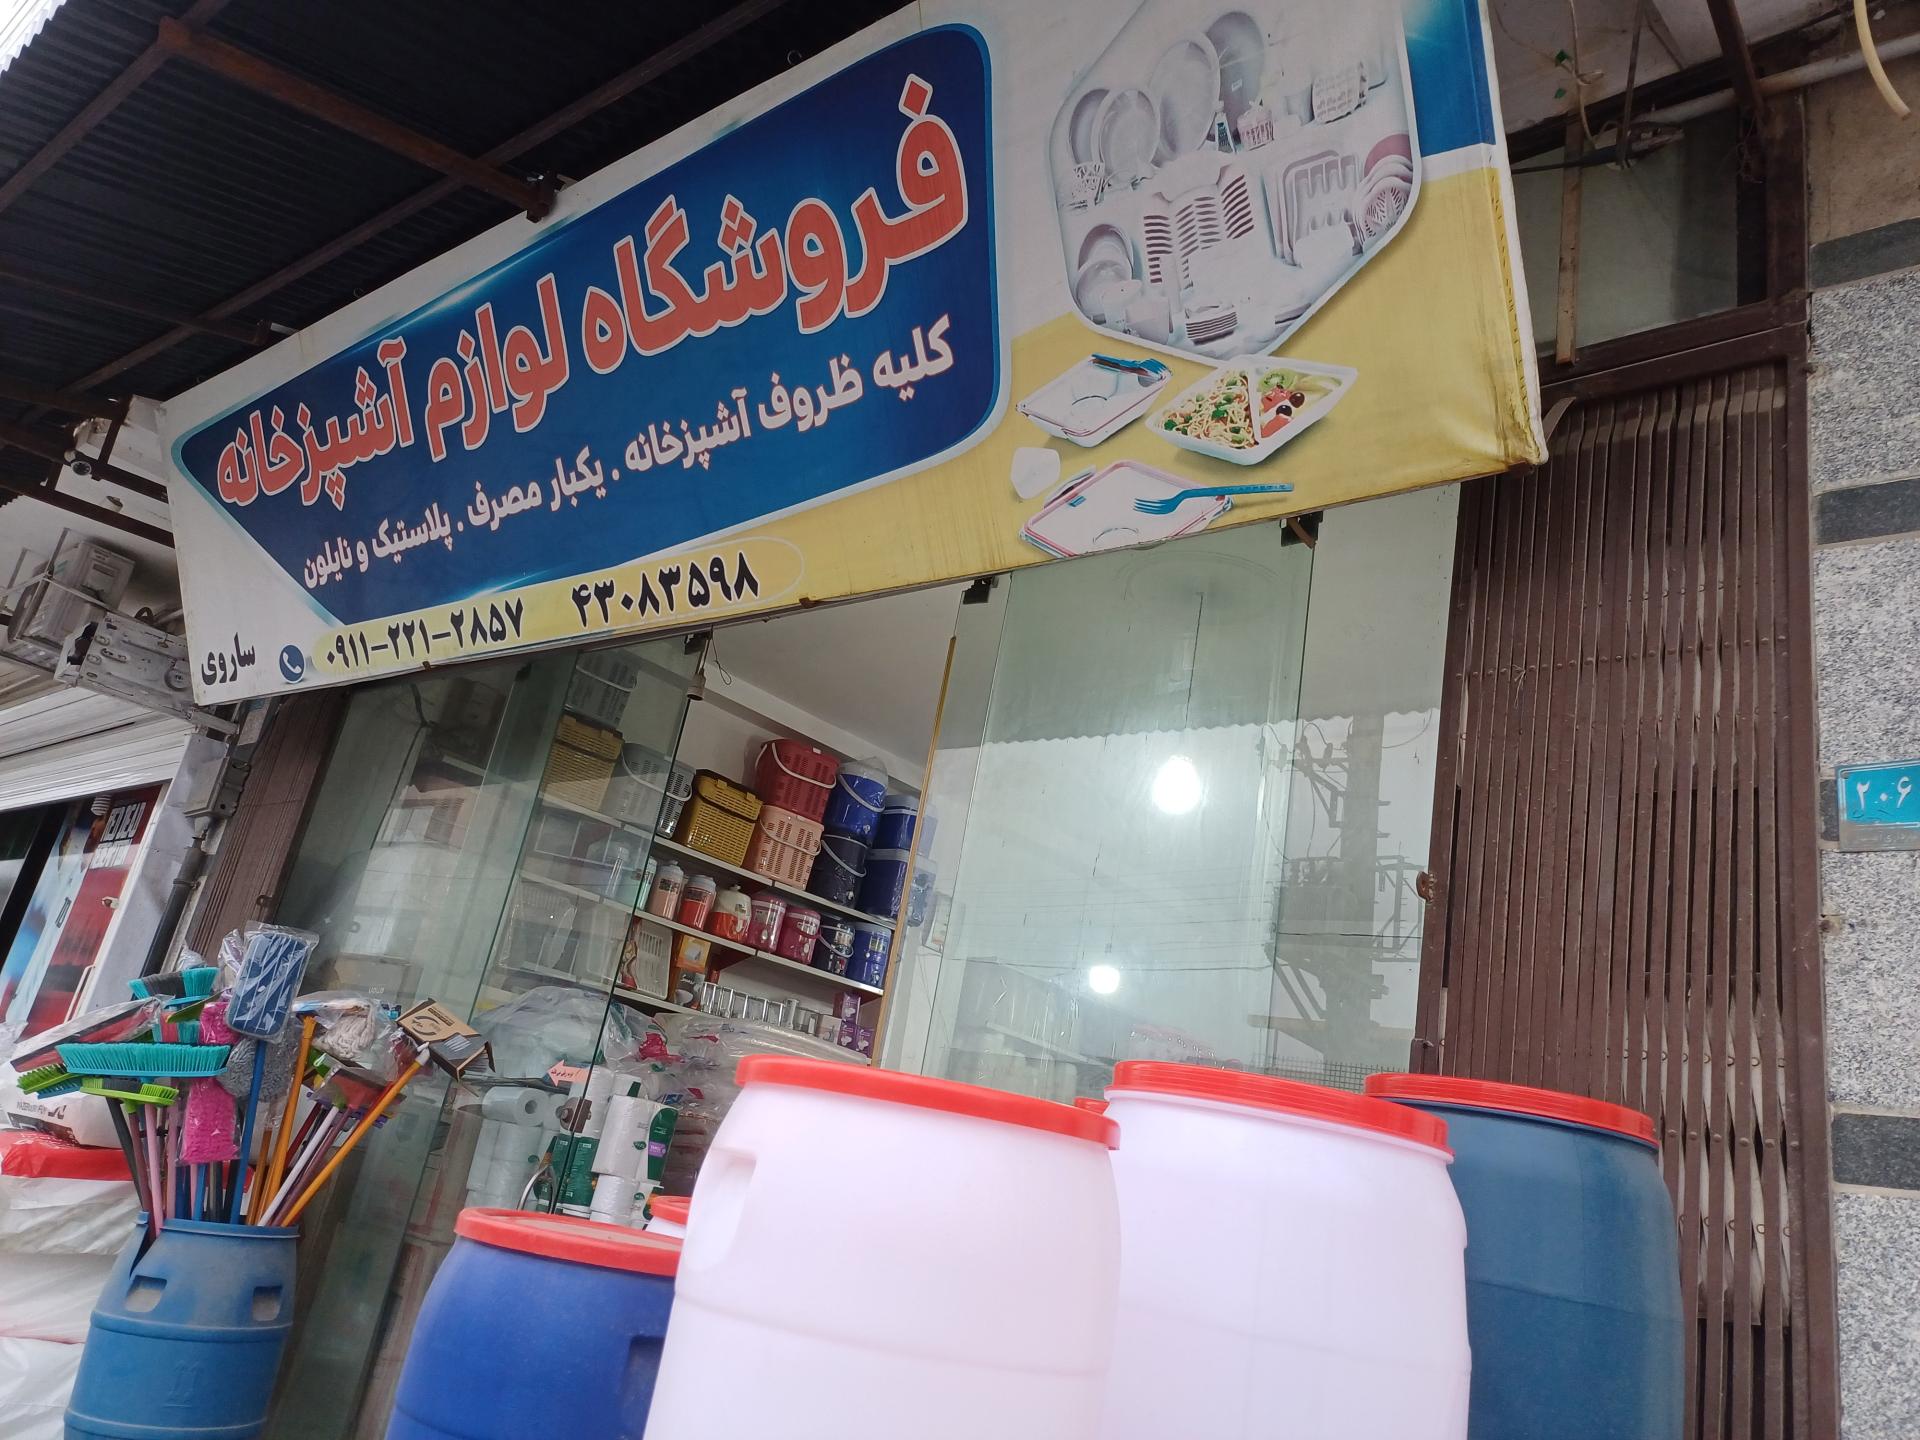 فروشگاه لوازم آشپزخانه
کلیه ظروف آشپزخانه . یکبار مصرف . پلاستیک و نایلون
۴۳۰۸۳۵۹۸
۰۹۱۱-۲۲۱-۲۸۵۷
ساروی
۲۰۶